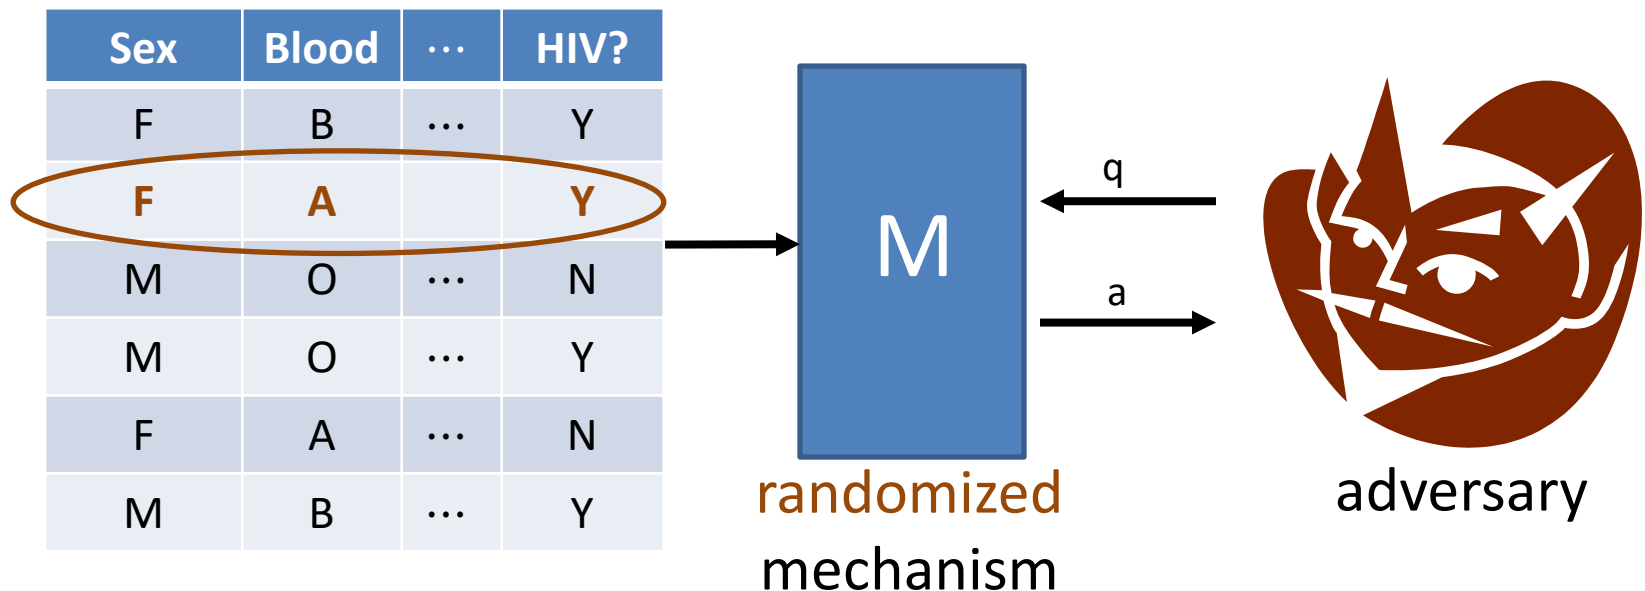 Sex Blood ... HIV?
F B ... Y
F A Y
M O ... N
M O ... Y
F A ... N
M B ... Y
M
q
a
randomized
mechanism
adversary